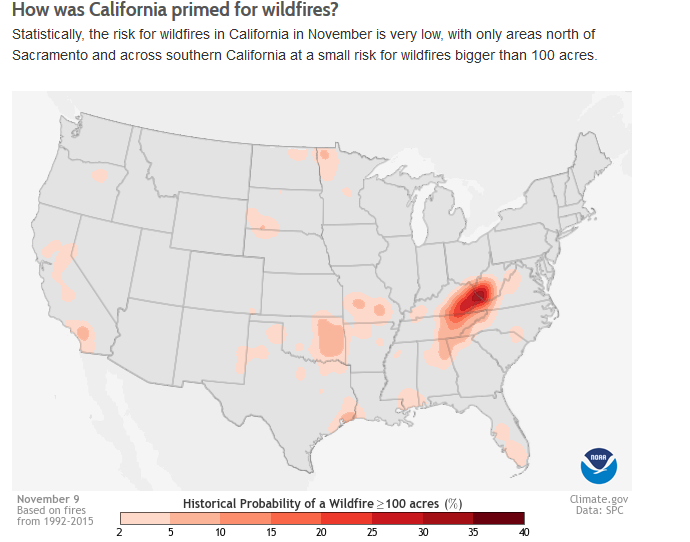 How was California primed for wildfires?
Statistically, the risk for wildfires in California in November is very low, with only areas north of
Sacramento and across southern California at a small risk for wildfires bigger than 100 acres.
NOAA
November 9
Based on fires
from 1992-2015
Historical Probability of a Wildfire ≥100 acres (%)
2 5 10 15 20 25 30 35 40
Climate.gov
Data: SPC